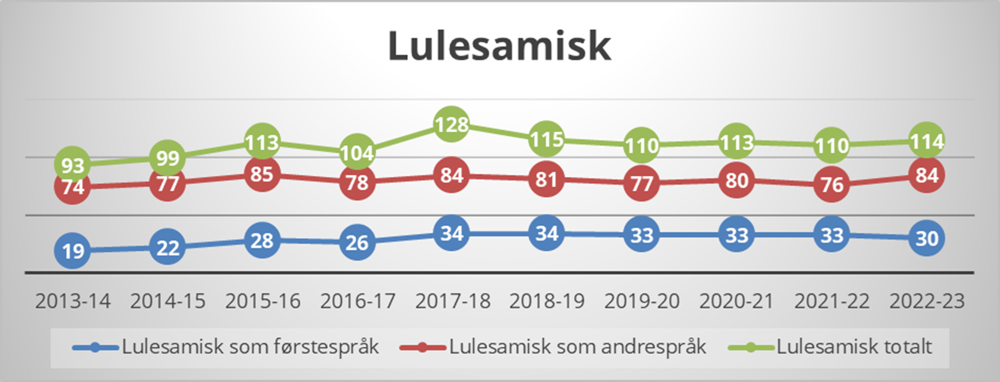 Lulesamisk
128
113 115 110 113 110 114
93 99 104
74 77 85 78 84 81 77 80 76 84
19 22 28 26 34 34 33 33 33 30
2013-14 2014-15 2015-16 2016-17 2017-18 2018-19 2019-20 2020-21 2021-22 2022-23
Lulesamisk som førstespråk Lulesamisk som andrespråk Lulesamisk totalt